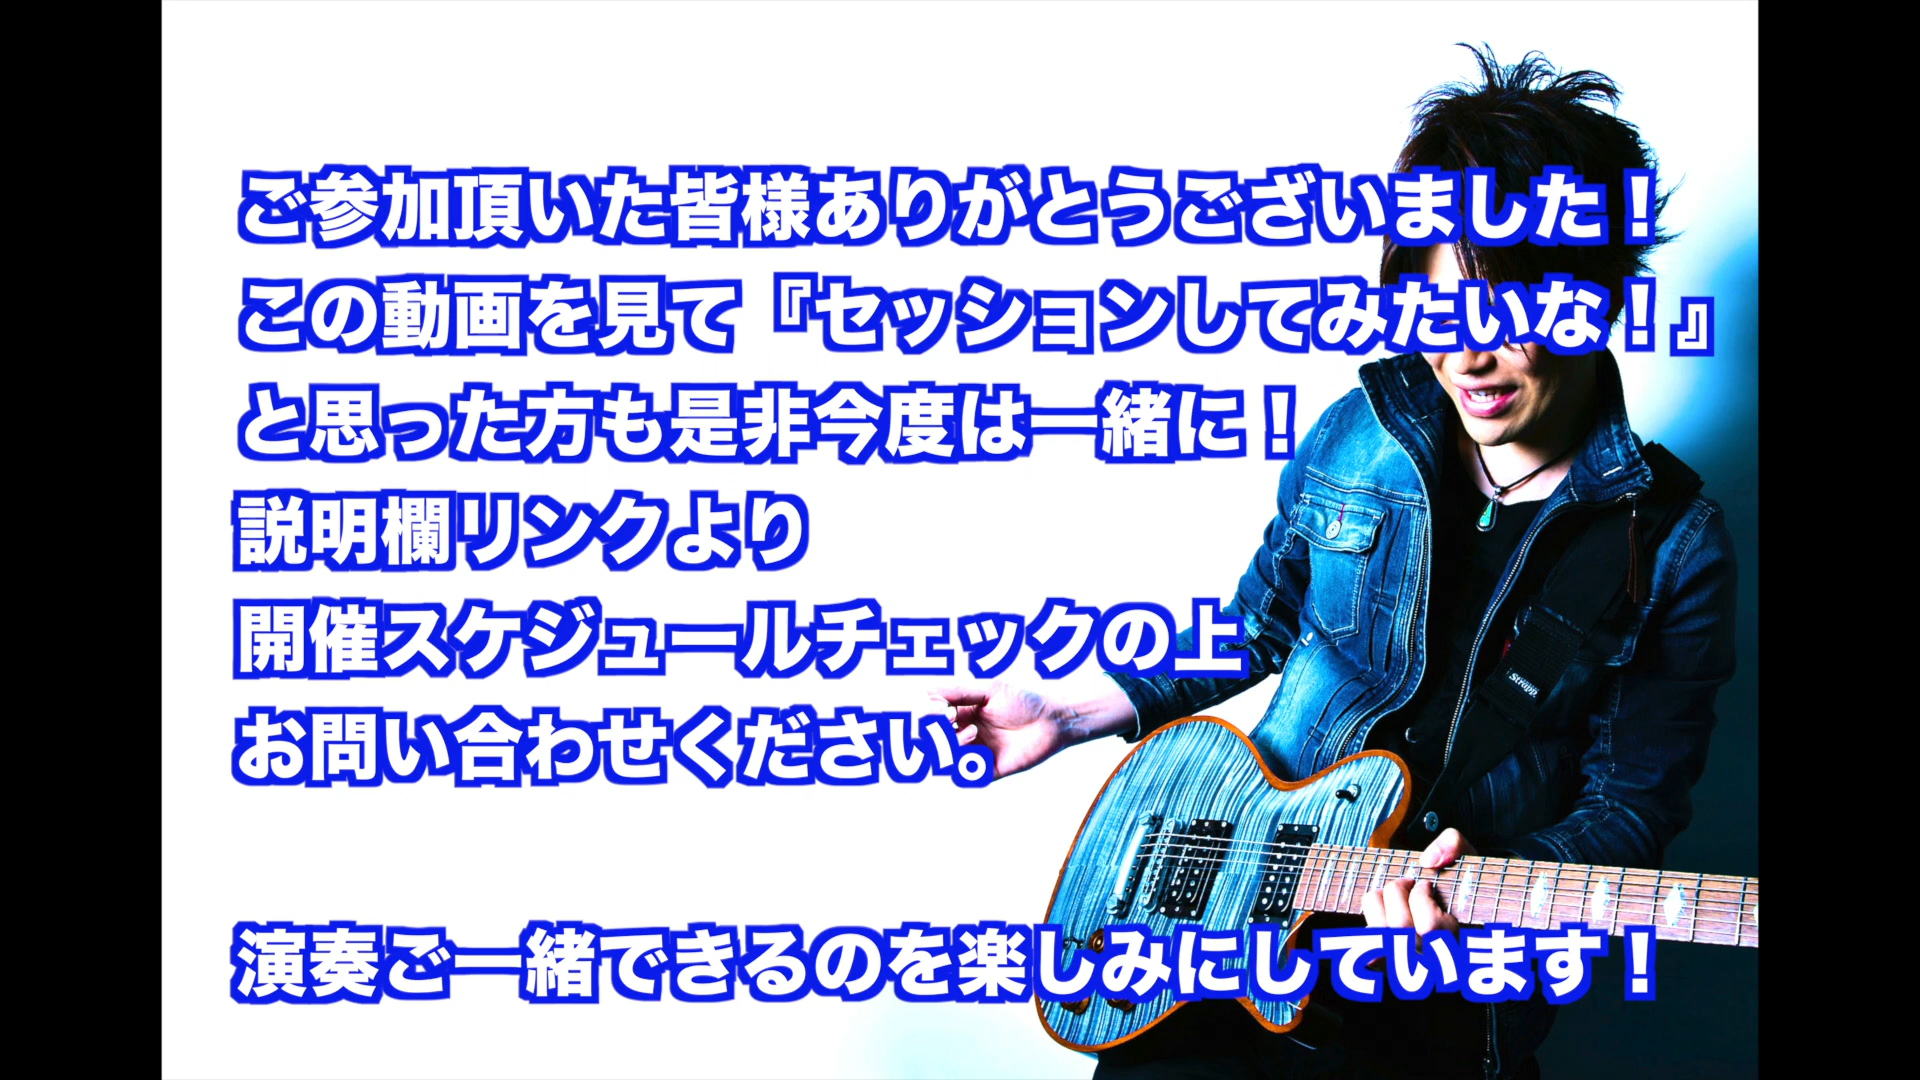 ご参加頂いた皆様ありがとうございました！
この動画を見て『セッションしてみたいな！』
と思った方も是非今度は一緒に！
説明欄リンクより
開催スケジュールチェックの上
お問い合わせください。
演奏ご一緒できるのを楽しみにしています！